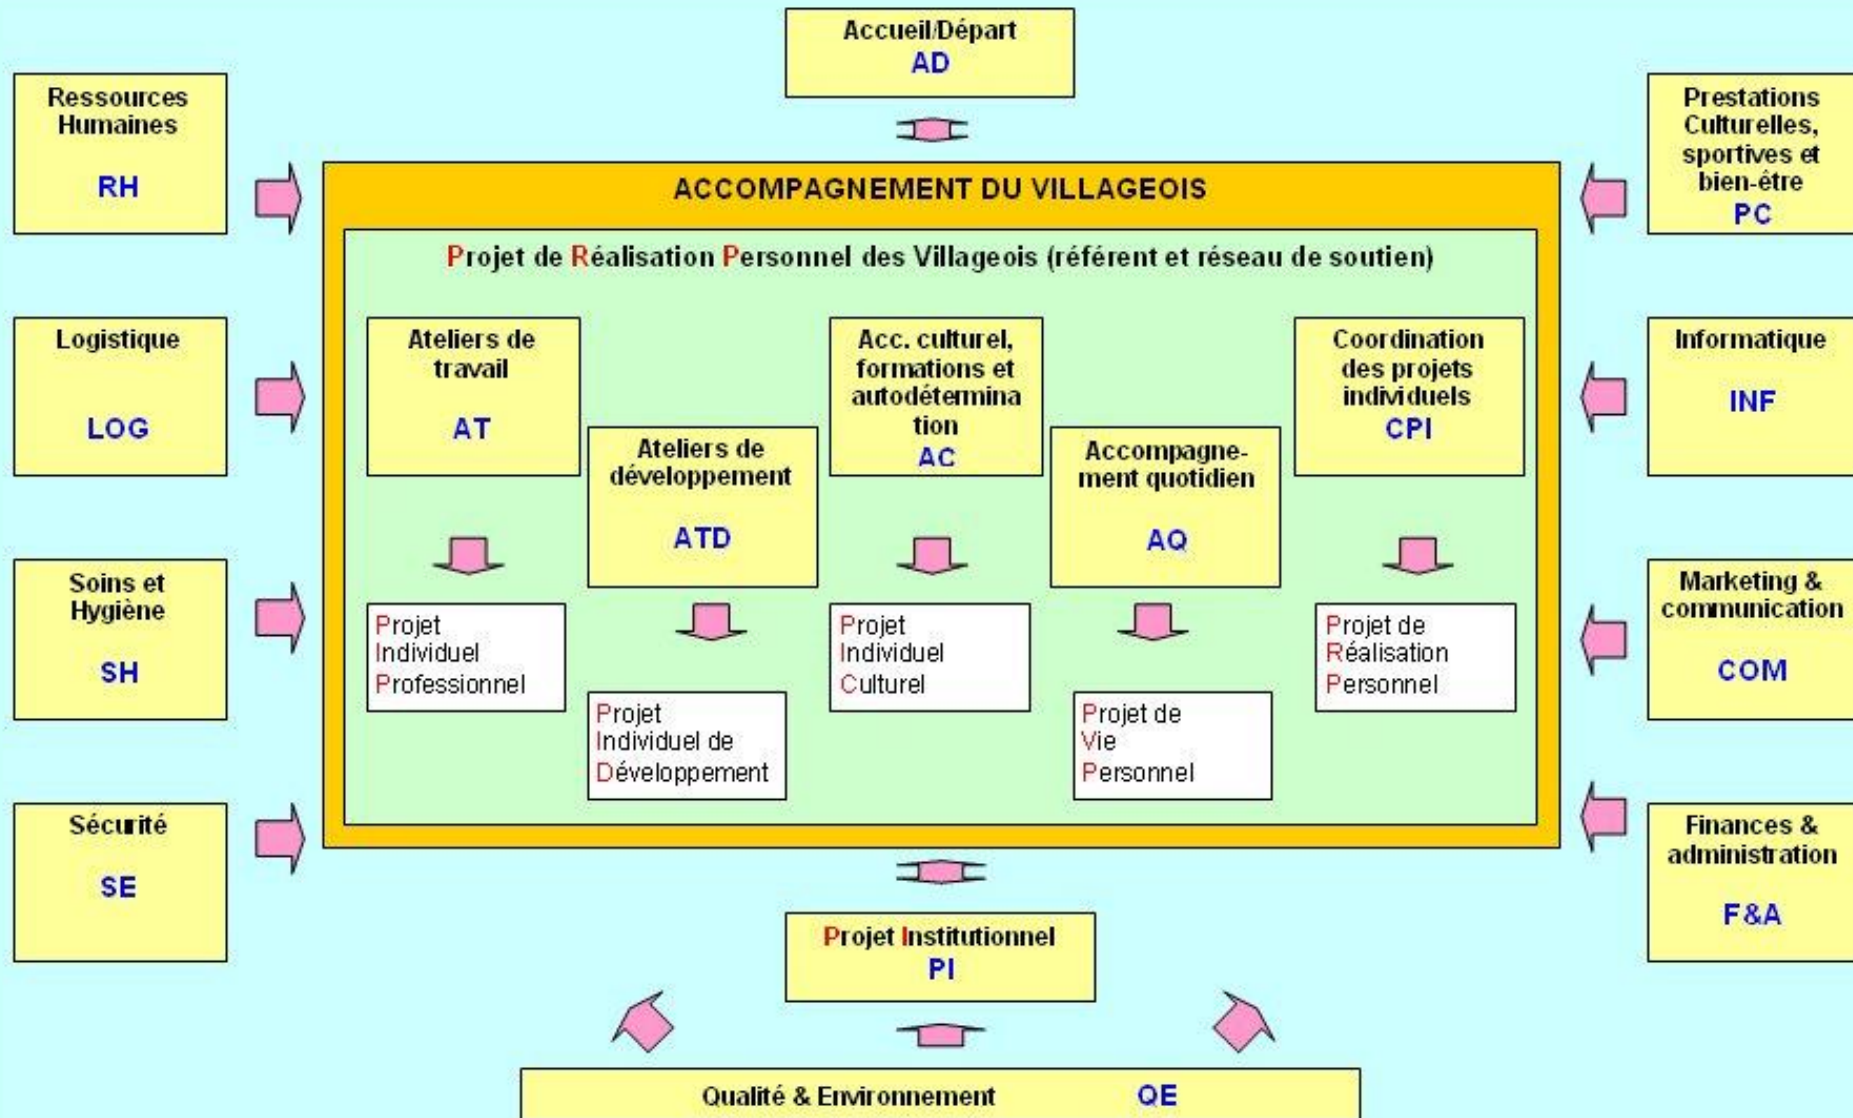 Accueil/Départ
AD
Ressources
Humaines
RH
Prestations
Culturelles,
sportives et
bien-être
PC
ACCOMPAGNEMENT DU VILLAGEOIS
Projet de Réalisation Personnel des Villageois (référent et réseau de soutien)
Logistique
LOG
Ateliers de
travail
AT
Ateliers de
développement
ATD
Acc. culturel,
formations et
autodétermina
tion
AC
Accompagne-
ment quotidien
AQ
Coordination
des projets
individuels
CPI
Informatique
INF
Soins et
Hygiène
SH
Projet
Individuel
Professionnel
Projet
Individuel de
Développement
Projet
Individuel
Culturel
Projet de
Vie
Personnel
Projet de
Réalisation
Personnel
Marketing &
communication
COM
Sécurité
SE
Finances &
administration
F&A
Projet Institutionnel
PI
Qualité & Environnement QE